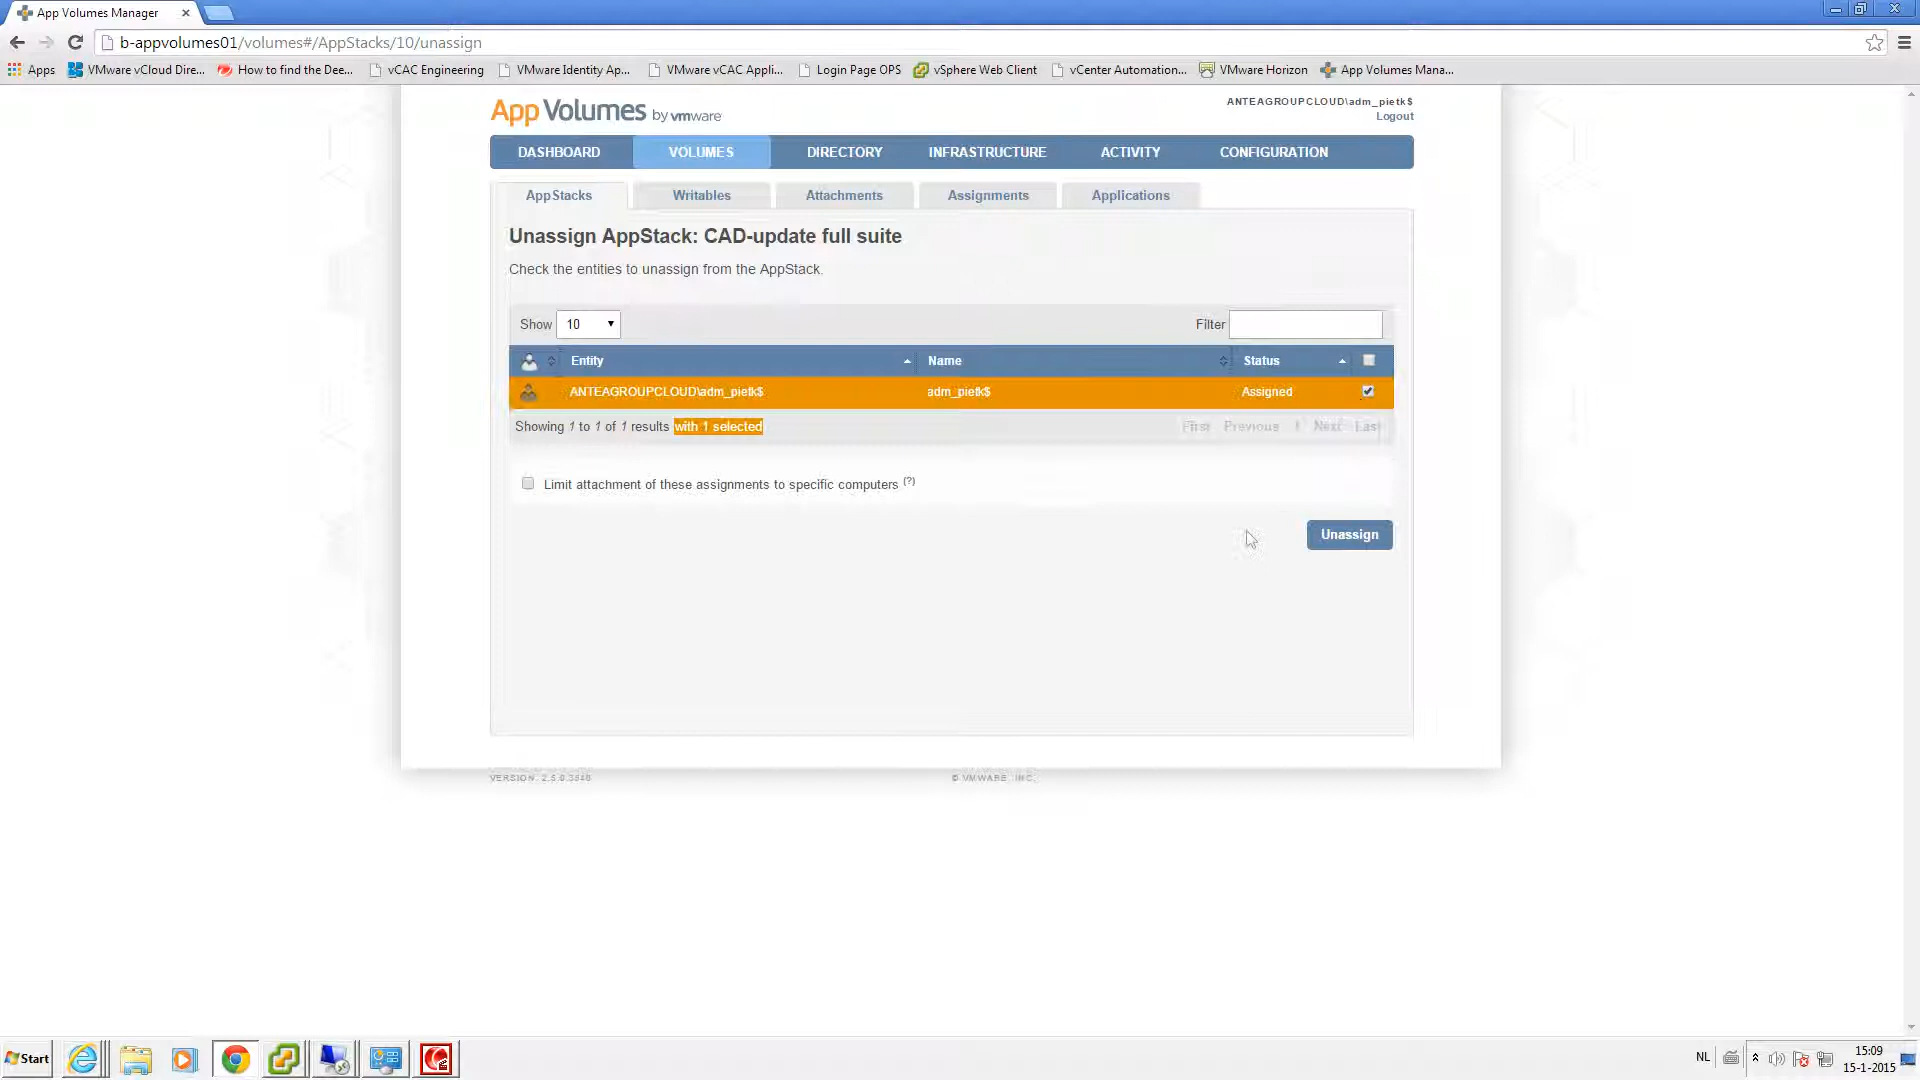 App Volumes Manager
b-appvolumes01/volumes#/AppStacks/10/unassign
Apps VMware vCloud Dire... How to find the Dee... vCAC Engineering VMware Identity Ap... VMware vCAC Appli... Login Page OPS vSphere Web Client vCenter Automation... VMware Horizon App Volumes Mana...
App Volumes by vmware
ANTEAGROUPCLOUD\adm_pietk$
Logout
DASHBOARD VOLUMES DIRECTORY INFRASTRUCTURE ACTIVITY CONFIGURATION
AppStacks Writables Attachments Assignments Applications
Unassign AppStack: CAD-update full suite
Check the entities to unassign from the AppStack.
Show 10 Filter
Entity Name Status
ANTEAGROUPCLOUD\adm_pietk$ adm_pietk$ Assigned
Showing 1 to 1 of 1 results with 1 selected First Previous 1 Next Last
Limit attachment of these assignments to specific computers (?)
Unassign
VERSION: 2.5.0.3846 © VMWARE, INC.
Start NL 15:09
15-1-2015